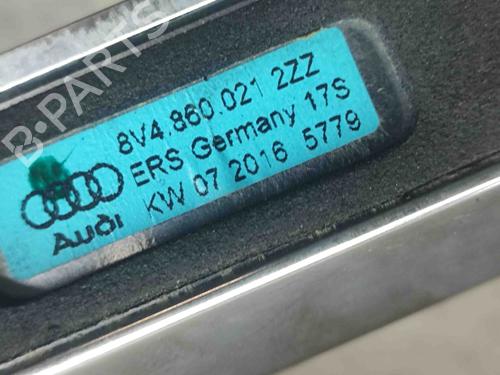 B-PARTS
8V4.860.021 2ZZ
ERS Germany 17S
KW 07 2016 5779
Audi